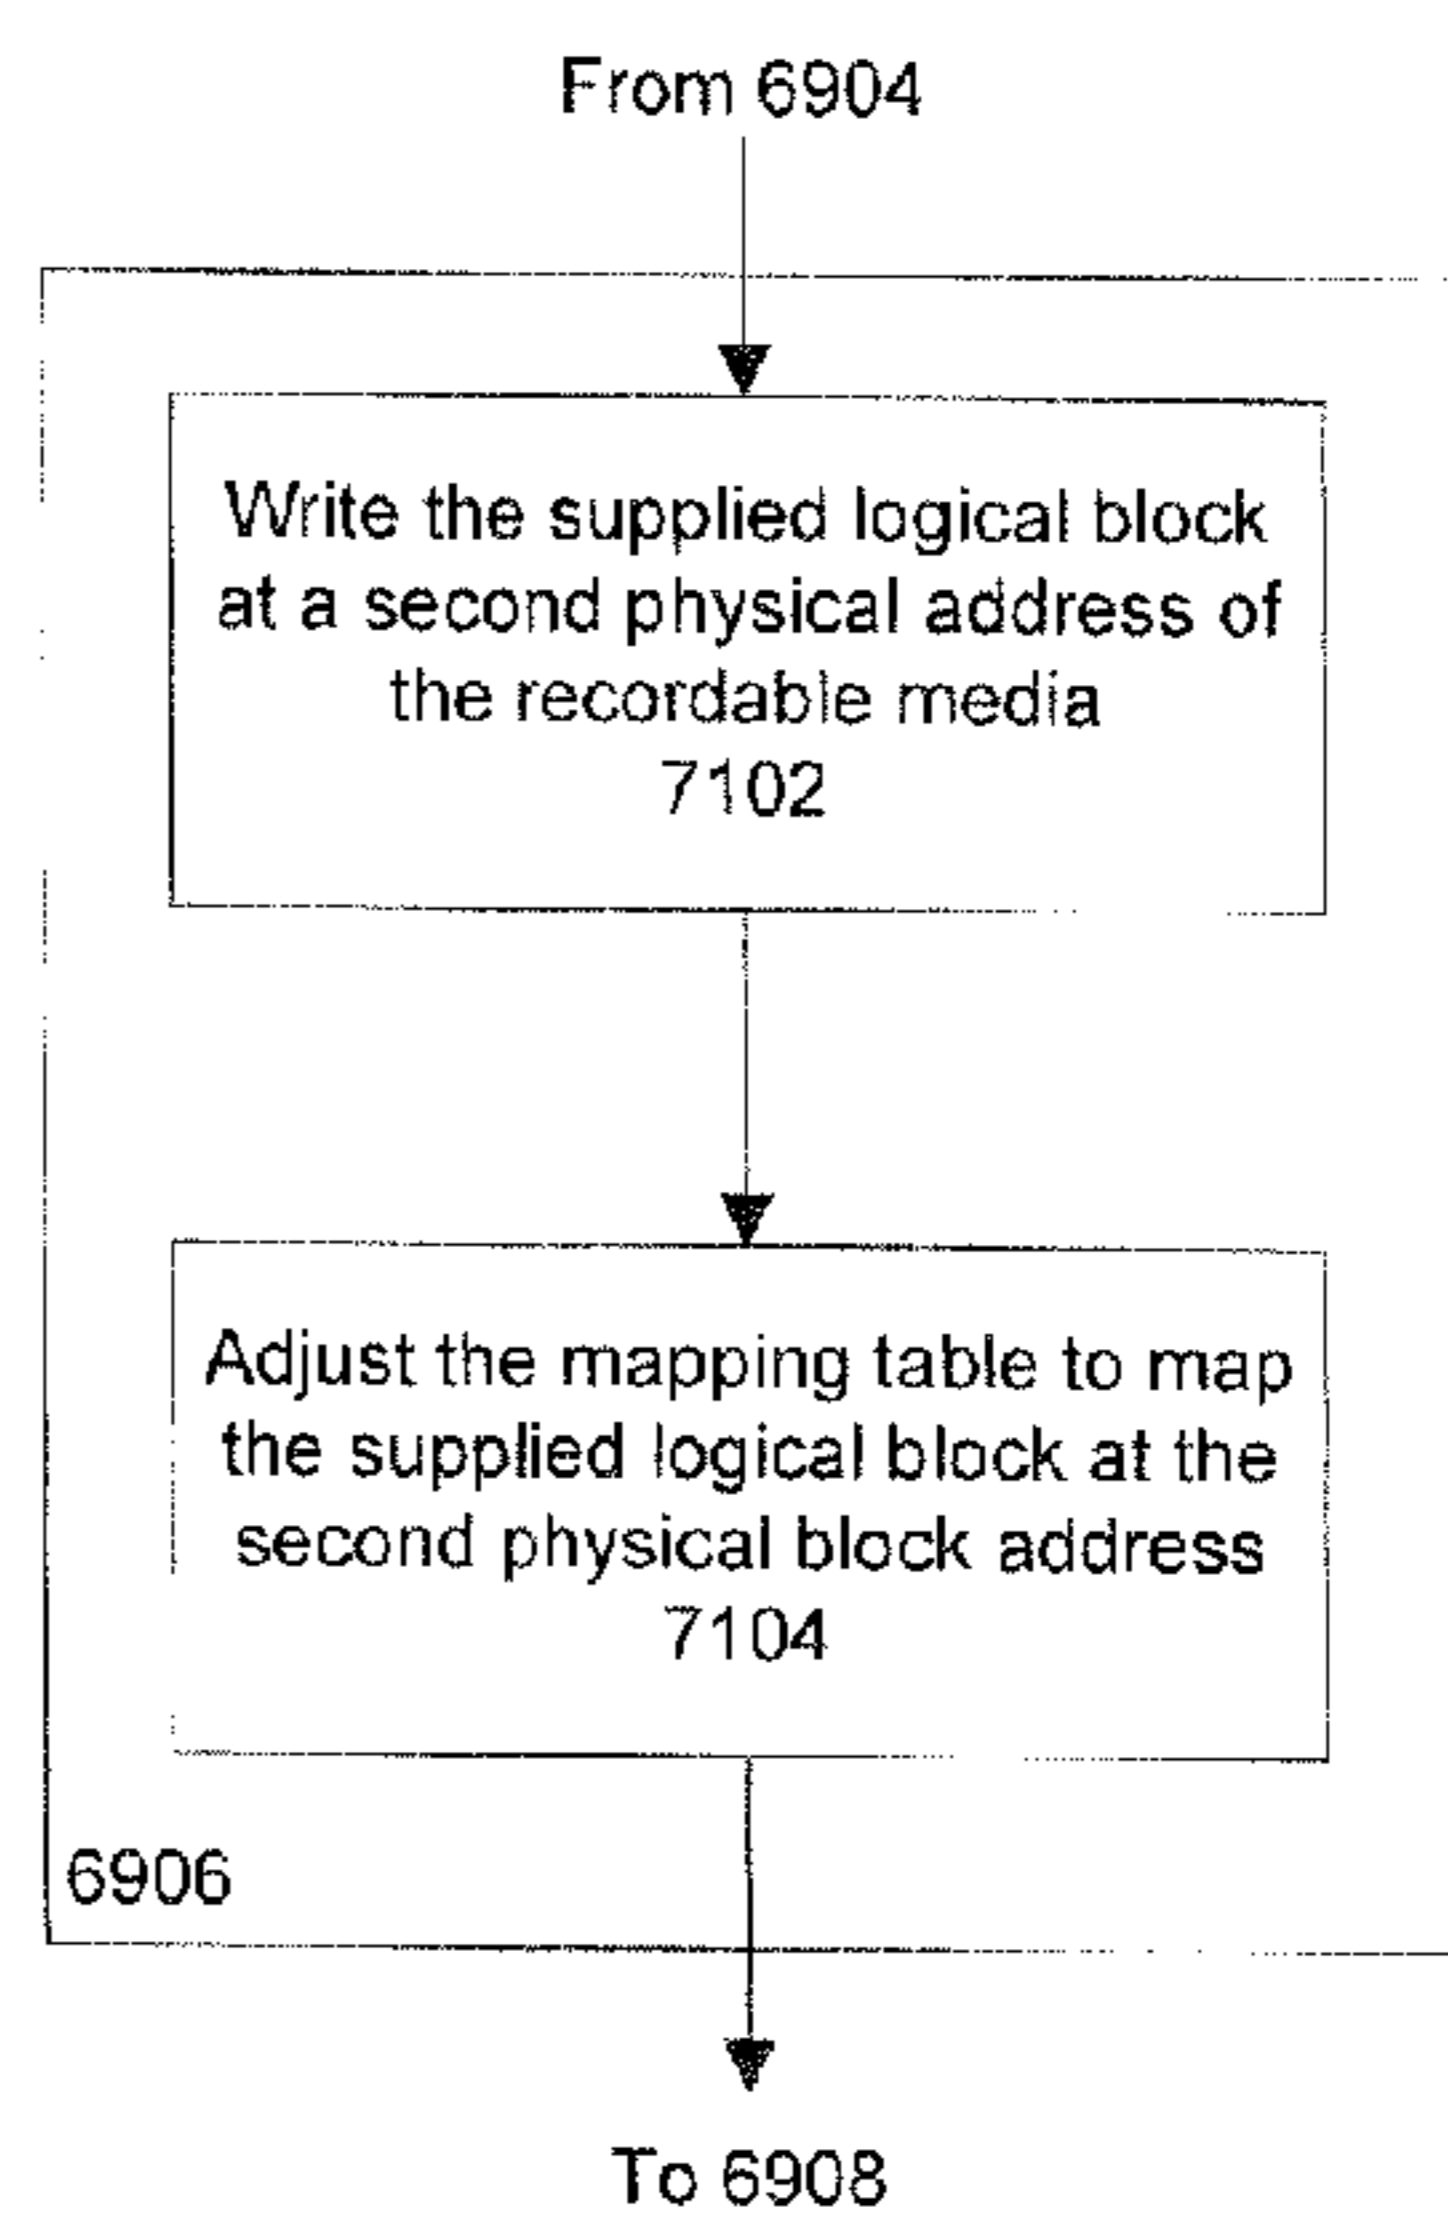 From 6904
Write the supplied logical block
at a second physical address of
the recordable media
7102
Adjust the mapping table to map
the supplied logical block at the
second physical block address
7104
6906
To 6908